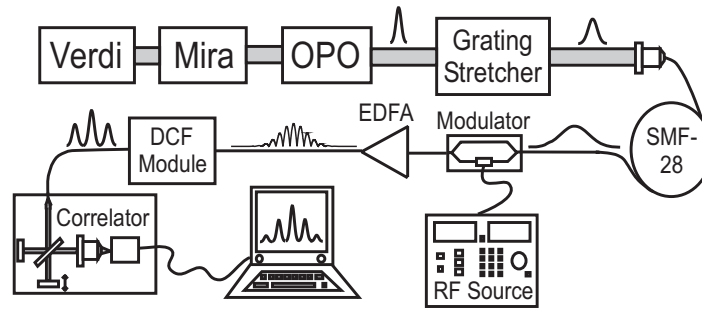 Verdi
Mira
OPO
Grating
Stretcher
EDFA
Modulator
SMF-
28
DCF
Module
Correlator
RF Source